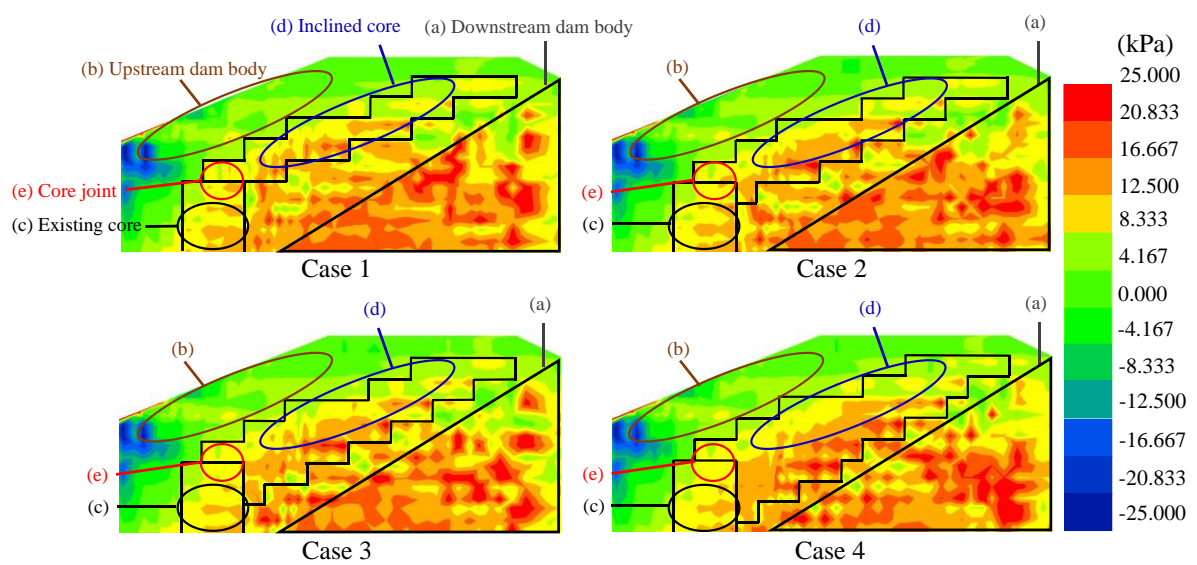 (d) Inclined core
(a) Downstream dam body
(b) Upstream dam body
(e) Core joint
(c) Existing core
Case 1
(d)
(a)
(b)
(e)
(c)
Case 2
(kPa)
25.000
20.833
16.667
12.500
8.333
4.167
0.000
-4.167
-8.333
-12.500
-16.667
-20.833
-25.000
(d)
(a)
(b)
(e)
(c)
Case 3
(d)
(a)
(b)
(e)
(c)
Case 4